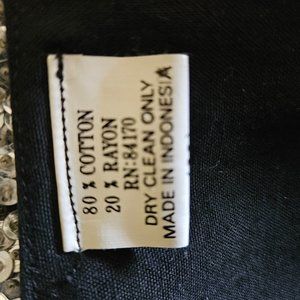 80 % COTTON
20 % RAYON
RN:84170
DRY CLEAN ONLY
MADE IN INDONESIA